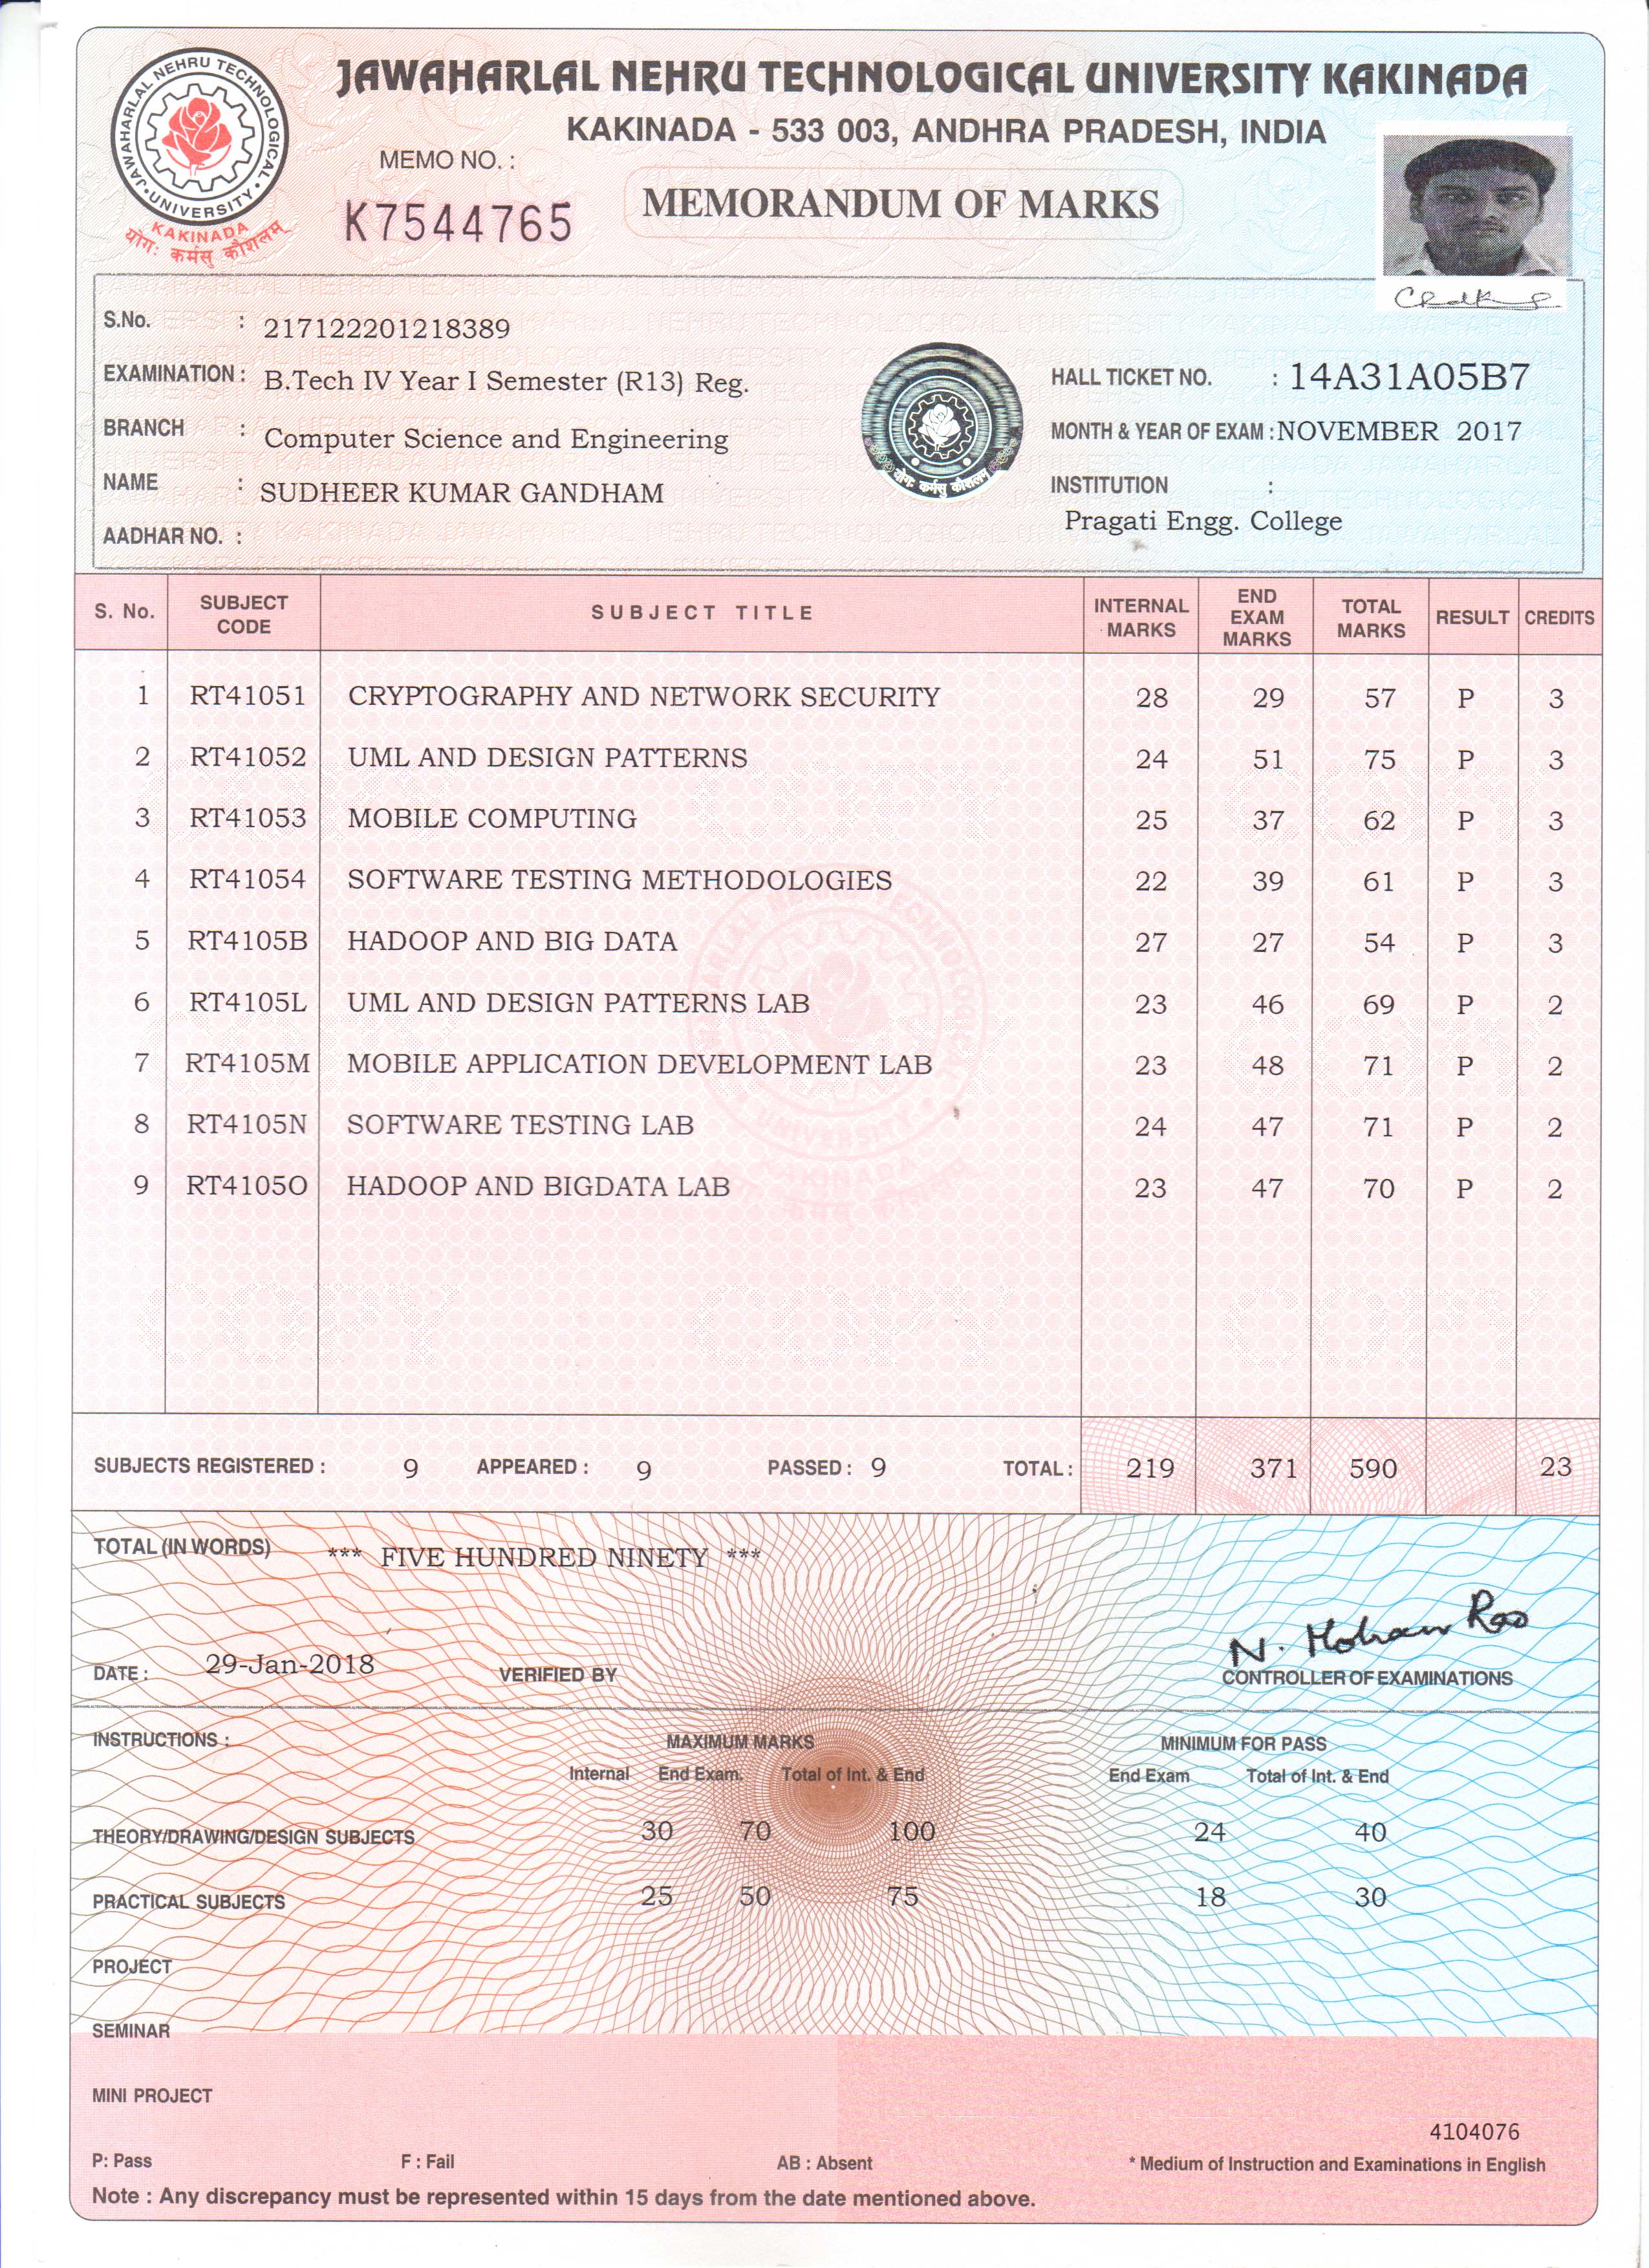 JAWAHARLAL NEHRU TECHNOLOGICAL UNIVERSITY KAKINADA
KAKINADA - 533 003, ANDHRA PRADESH, INDIA
JAWAHARLAL NEHRU TECHNOLOGICAL UNIVERSITY
KAKINADA
योगः कर्मसु कौशलम्
MEMO NO. :
K7544765
MEMORANDUM OF MARKS
S.No. : 217122201218389
EXAMINATION : B.Tech IV Year I Semester (R13) Reg.
BRANCH : Computer Science and Engineering
NAME : SUDHEER KUMAR GANDHAM
AADHAR NO. :
योगः कर्मसु कौशलम्
HALL TICKET NO. : 14A31A05B7
MONTH & YEAR OF EXAM : NOVEMBER 2017
INSTITUTION :
Pragati Engg. College
S. No. SUBJECT CODE SUBJECT TITLE INTERNAL MARKS END EXAM MARKS TOTAL MARKS RESULT CREDITS
1 RT41051 CRYPTOGRAPHY AND NETWORK SECURITY 28 29 57 P 3
2 RT41052 UML AND DESIGN PATTERNS 24 51 75 P 3
3 RT41053 MOBILE COMPUTING 25 37 62 P 3
4 RT41054 SOFTWARE TESTING METHODOLOGIES 22 39 61 P 3
5 RT4105B HADOOP AND BIG DATA 27 27 54 P 3
6 RT4105L UML AND DESIGN PATTERNS LAB 23 46 69 P 2
7 RT4105M MOBILE APPLICATION DEVELOPMENT LAB 23 48 71 P 2
8 RT4105N SOFTWARE TESTING LAB 24 47 71 P 2
9 RT4105O HADOOP AND BIGDATA LAB 23 47 70 P 2
COPY COPY COPY
SUBJECTS REGISTERED : 9 APPEARED : 9 PASSED : 9 TOTAL : 219 371 590 23
TOTAL (IN WORDS) *** FIVE HUNDRED NINETY ***
N. Mohan Rao
DATE : 29-Jan-2018 VERIFIED BY CONTROLLER OF EXAMINATIONS
INSTRUCTIONS : MAXIMUM MARKS MINIMUM FOR PASS
Internal End Exam. Total of Int. & End End Exam Total of Int. & End
THEORY/DRAWING/DESIGN SUBJECTS 30 70 100 24 40
PRACTICAL SUBJECTS 25 50 75 18 30
PROJECT
SEMINAR
MINI PROJECT
4104076
P: Pass F : Fail AB : Absent * Medium of Instruction and Examinations in English
Note : Any discrepancy must be represented within 15 days from the date mentioned above.